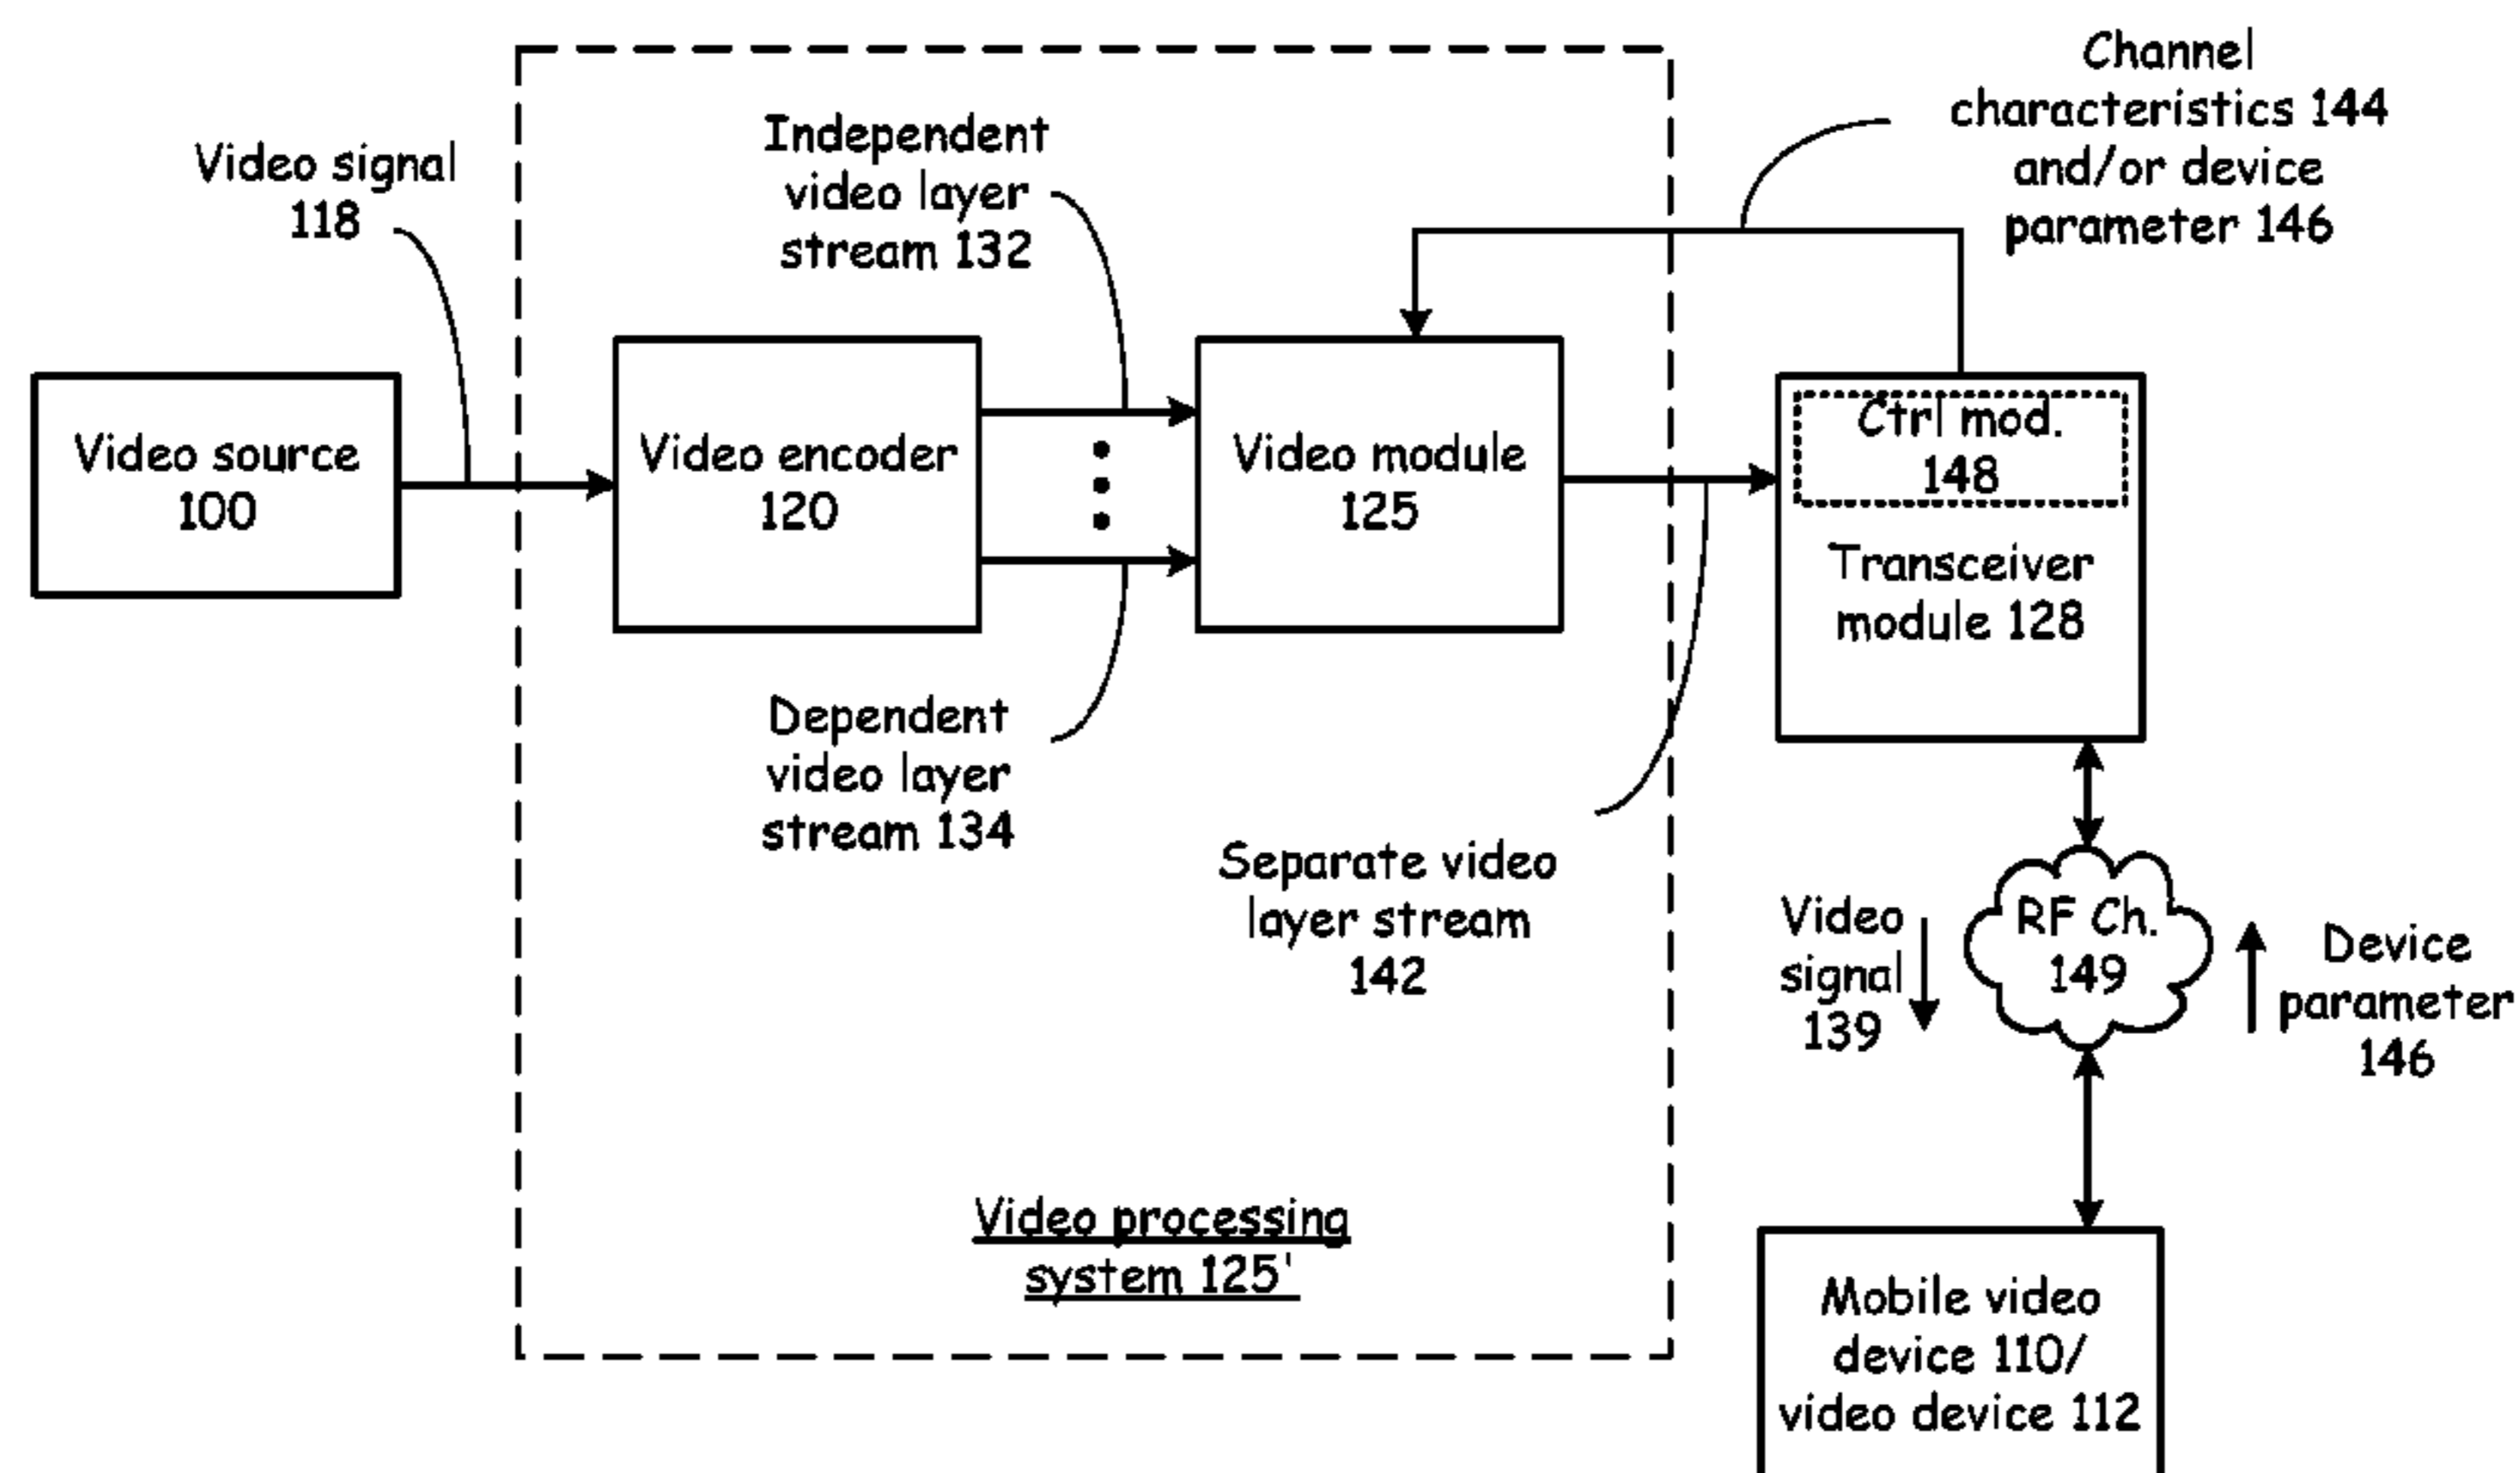 Channel
characteristics 144
and/or device
parameter 146
Independent
video layer
stream 132
Video signal
118
Video source
100
Video encoder
120
Video module
125
Ctrl mod.
148
Transceiver
module 128
Dependent
video layer
stream 134
Separate video
layer stream
142
Video
signal
139
RF Ch.
149
Device
parameter
146
Video processing
system 125'
Mobile video
device 110/
video device 112